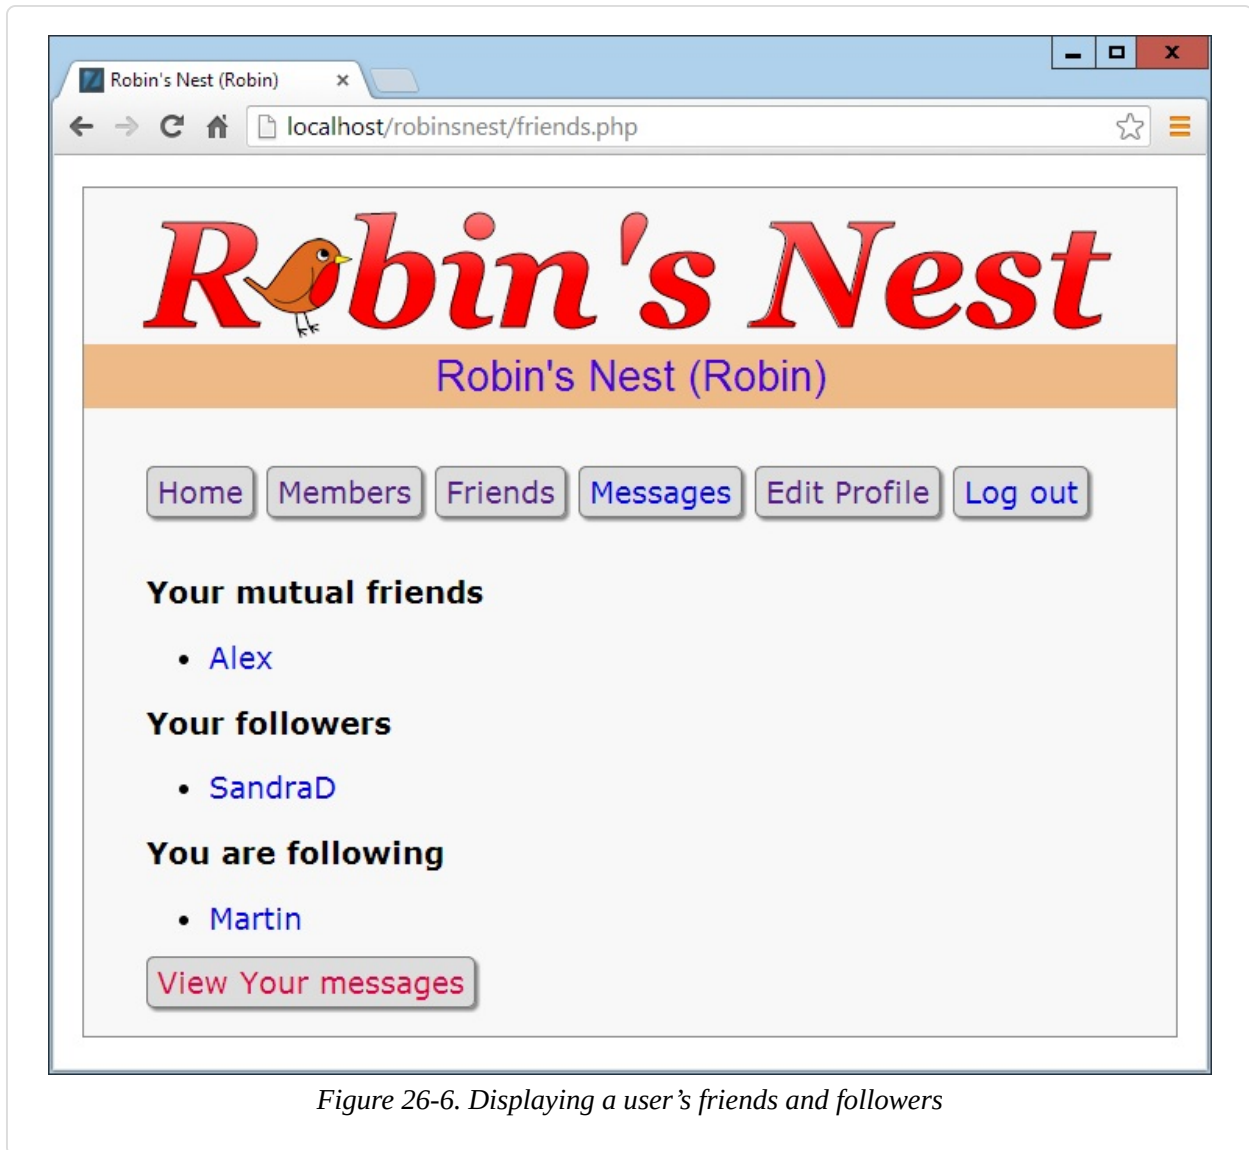 Robin's Nest (Robin)
localhost/robinsnest/friends.php
Robin's Nest
Robin's Nest (Robin)
Home Members Friends Messages Edit Profile Log out
Your mutual friends
• Alex
Your followers
• SandraD
You are following
• Martin
View Your messages
Figure 26-6. Displaying a user’s friends and followers